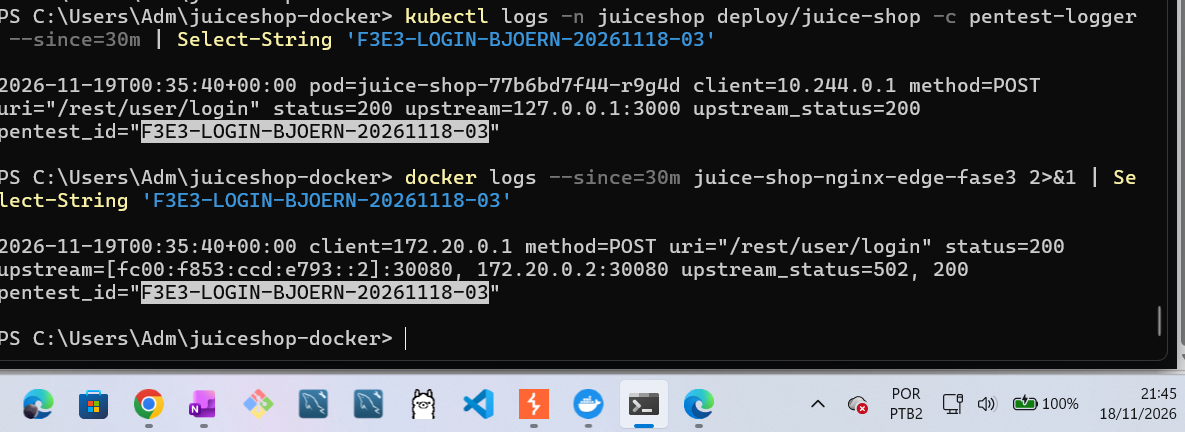 PS C:\Users\Adm\juiceshop-docker> kubectl logs -n juiceshop deploy/juice-shop -c pentest-logger
--since=30m | Select-String 'F3E3-LOGIN-BJOERN-20261118-03'
2026-11-19T00:35:40+00:00 pod=juice-shop-77b6bd7f44-r9g4d client=10.244.0.1 method=POST
uri="/rest/user/login" status=200 upstream=127.0.0.1:3000 upstream_status=200
pentest_id="F3E3-LOGIN-BJOERN-20261118-03"
PS C:\Users\Adm\juiceshop-docker> docker logs --since=30m juice-shop-nginx-edge-fase3 2>&1 | Se
lect-String 'F3E3-LOGIN-BJOERN-20261118-03'
2026-11-19T00:35:40+00:00 client=172.20.0.1 method=POST uri="/rest/user/login" status=200
upstream=[fc00:f853:ccd:e793::2]:30080, 172.20.0.2:30080 upstream_status=502, 200
pentest_id="F3E3-LOGIN-BJOERN-20261118-03"
PS C:\Users\Adm\juiceshop-docker>
POR
PTB2
100%
21:45
18/11/2026